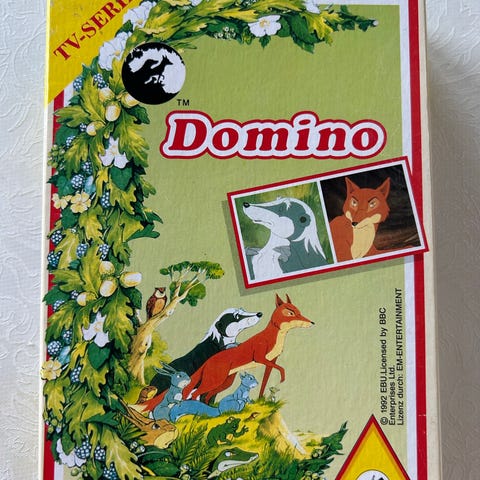 TV-SERIE
TM
Domino
© 1992 EBU.Licensed by BBC
Enterprises Ltd.
Lizenz durch: EM-ENTERTAINMENT